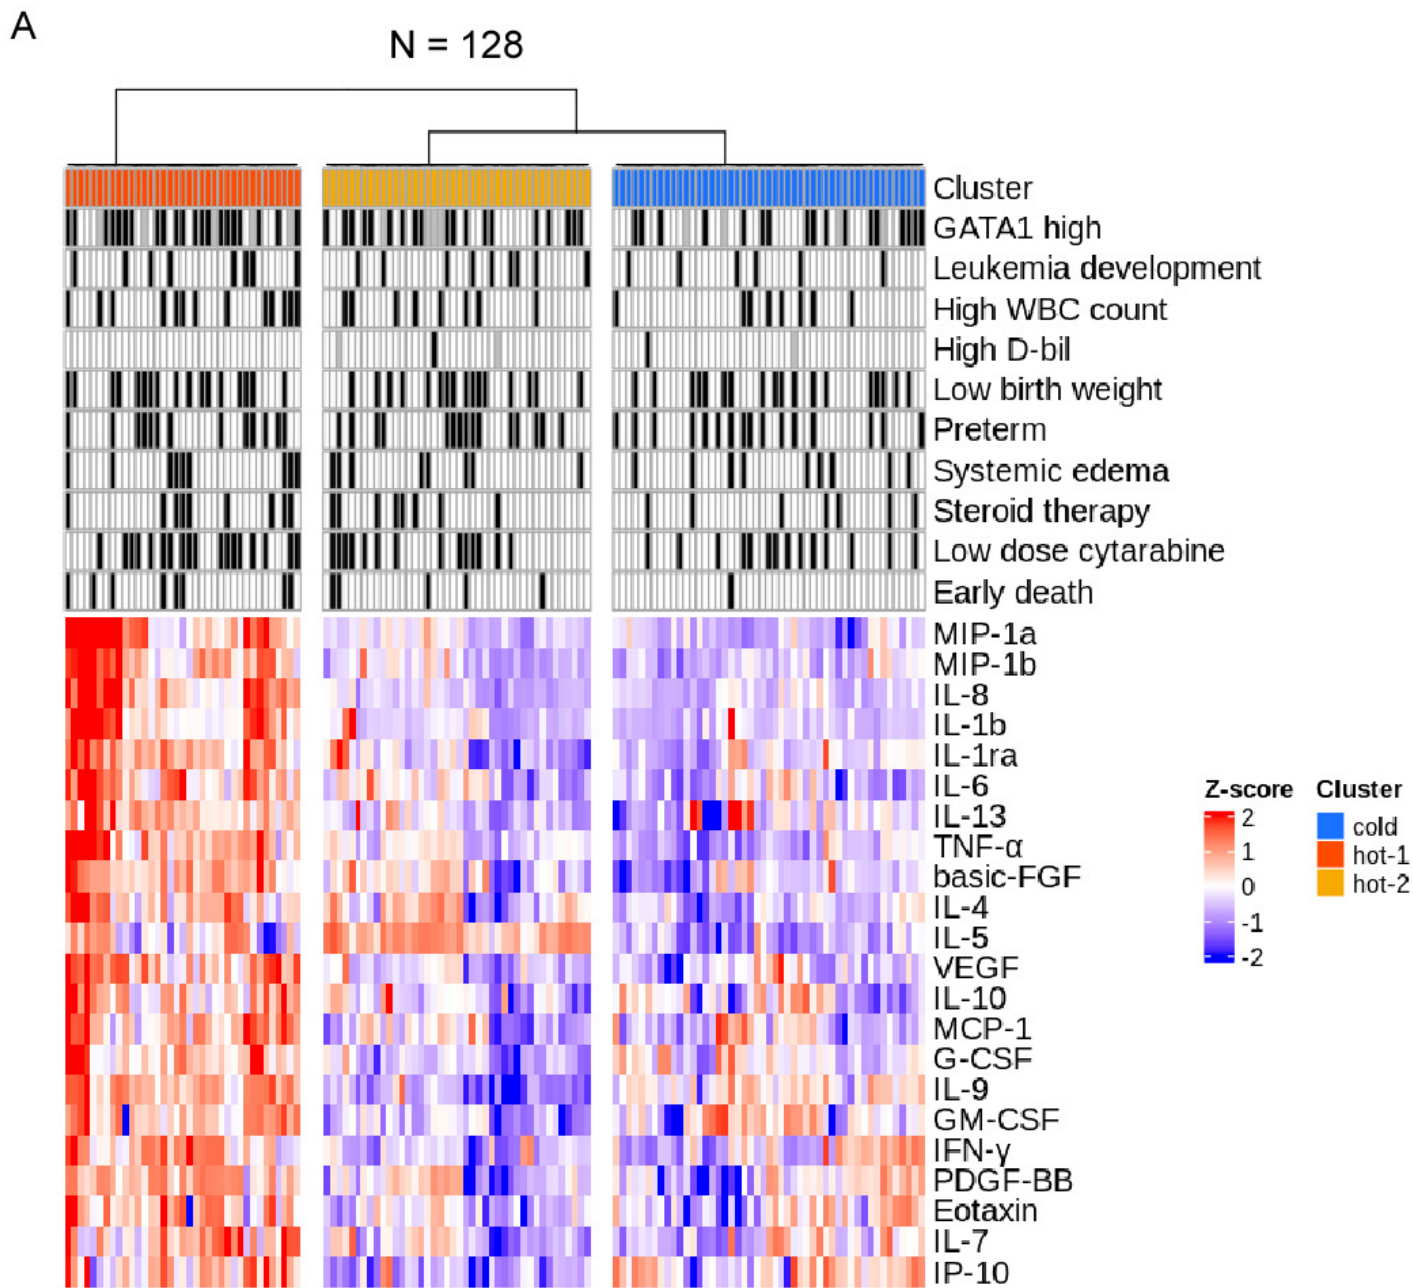 A
N = 128
Cluster
GATA1 high
Leukemia development
High WBC count
High D-bil
Low birth weight
Preterm
Systemic edema
Steroid therapy
Low dose cytarabine
Early death
MIP-1a
MIP-1b
IL-8
IL-1b
IL-1ra
IL-6
IL-13
TNF-α
basic-FGF
IL-4
IL-5
VEGF
IL-10
MCP-1
G-CSF
IL-9
GM-CSF
IFN-γ
PDGF-BB
Eotaxin
IL-7
IP-10
Z-score
2
1
0
-1
-2
Cluster
cold
hot-1
hot-2